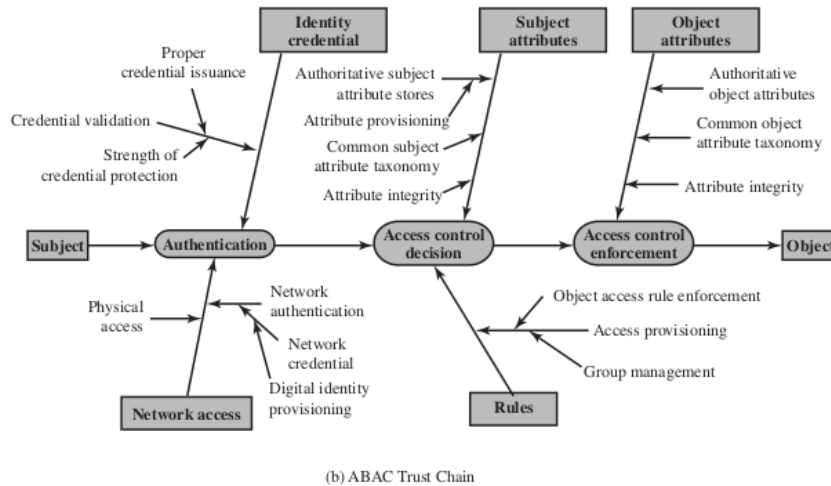 Identity
credential
Subject
attributes
Object
attributes
Proper
credential issuance
Credential validation
Strength of
credential protection
Authoritative subject
attribute stores
Attribute provisioning
Common subject
attribute taxonomy
Attribute integrity
Authoritative
object attributes
Common object
attribute taxonomy
Attribute integrity
Subject
Authentication
Access control
decision
Access control
enforcement
Object
Physical
access
Network
authentication
Network
credential
Digital identity
provisioning
Network access
Object access rule enforcement
Access provisioning
Group management
Rules
(b) ABAC Trust Chain